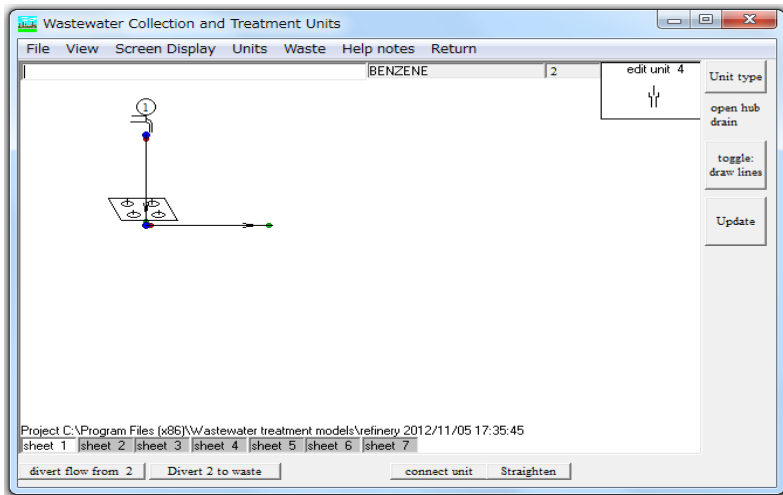 Wastewater Collection and Treatment Units
File View Screen Display Units Waste Help notes Return
BENZENE 2
edit unit 4
Unit type
open hub
drain
toggle:
draw lines
Update
1
Project C:\Program Files (x86)\Wastewater treatment models\refinery 2012/11/05 17:35:45
sheet 1 sheet 2 sheet 3 sheet 4 sheet 5 sheet 6 sheet 7
divert flow from 2 Divert 2 to waste connect unit Straighten